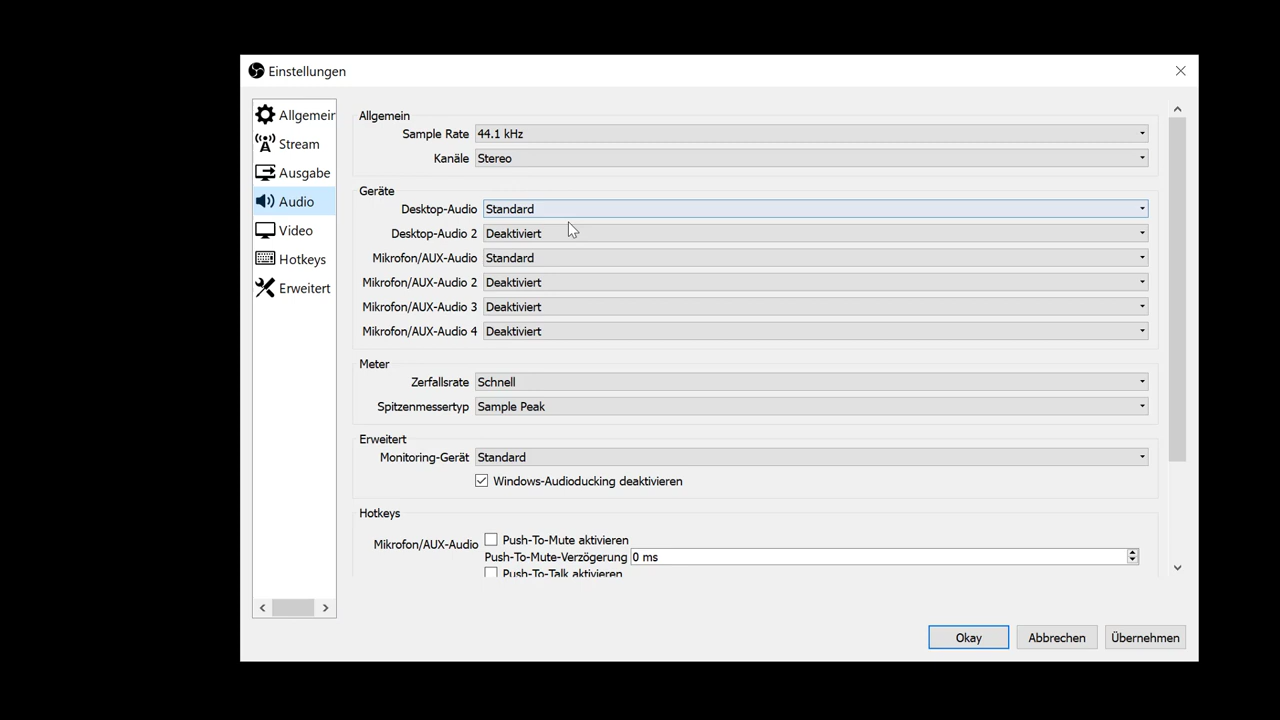 Einstellungen
Allgemein
Stream
Ausgabe
Audio
Video
Hotkeys
Erweitert
Allgemein
Sample Rate 44.1 kHz
Kanäle Stereo
Geräte
Desktop-Audio Standard
Desktop-Audio 2 Deaktiviert
Mikrofon/AUX-Audio Standard
Mikrofon/AUX-Audio 2 Deaktiviert
Mikrofon/AUX-Audio 3 Deaktiviert
Mikrofon/AUX-Audio 4 Deaktiviert
Meter
Zerfallsrate Schnell
Spitzenmessertyp Sample Peak
Erweitert
Monitoring-Gerät Standard
Windows-Audioducking deaktivieren
Hotkeys
Mikrofon/AUX-Audio Push-To-Mute aktivieren
Push-To-Mute-Verzögerung 0 ms
Push-To-Talk aktivieren
Okay Abbrechen Übernehmen